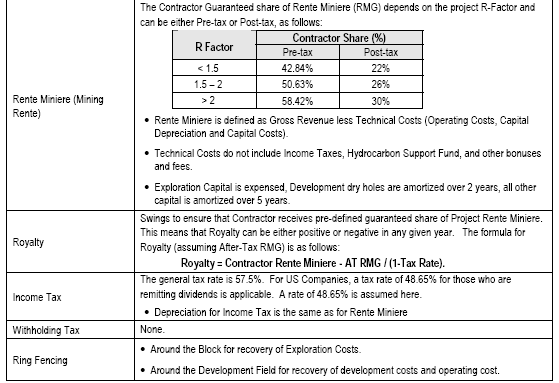 The Contractor Guaranteed share of Rente Miniere (RMG) depends on the project R-Factor and
can be either Pre-tax or Post-tax, as follows:
R Factor
Contractor Share (%)
Pre-tax Post-tax
< 1.5 42.84% 22%
1.5 – 2 50.63% 26%
> 2 58.42% 30%
Rente Miniere (Mining
Rente)
• Rente Miniere is defined as Gross Revenue less Technical Costs (Operating Costs, Capital
Depreciation and Capital Costs).
• Technical Costs do not include Income Taxes, Hydrocarbon Support Fund, and other bonuses
and fees.
• Exploration Capital is expensed, Development dry holes are amortized over 2 years, all other
capital is amortized over 5 years.
Royalty
Swings to ensure that Contractor receives pre-defined guaranteed share of Project Rente Miniere.
This means that Royalty can be either positive or negative in any given year. The formula for
Royalty (assuming After-Tax RMG) is as follows:
Royalty = Contractor Rente Miniere - AT RMG / (1-Tax Rate).
Income Tax
The general tax rate is 57.5%. For US Companies, a tax rate of 48.65% for those who are
remitting dividends is applicable. A rate of 48.65% is assumed here.
• Depreciation for Income Tax is the same as for Rente Miniere
Withholding Tax None.
Ring Fencing
• Around the Block for recovery of Exploration Costs.
• Around the Development Field for recovery of development costs and operating cost.